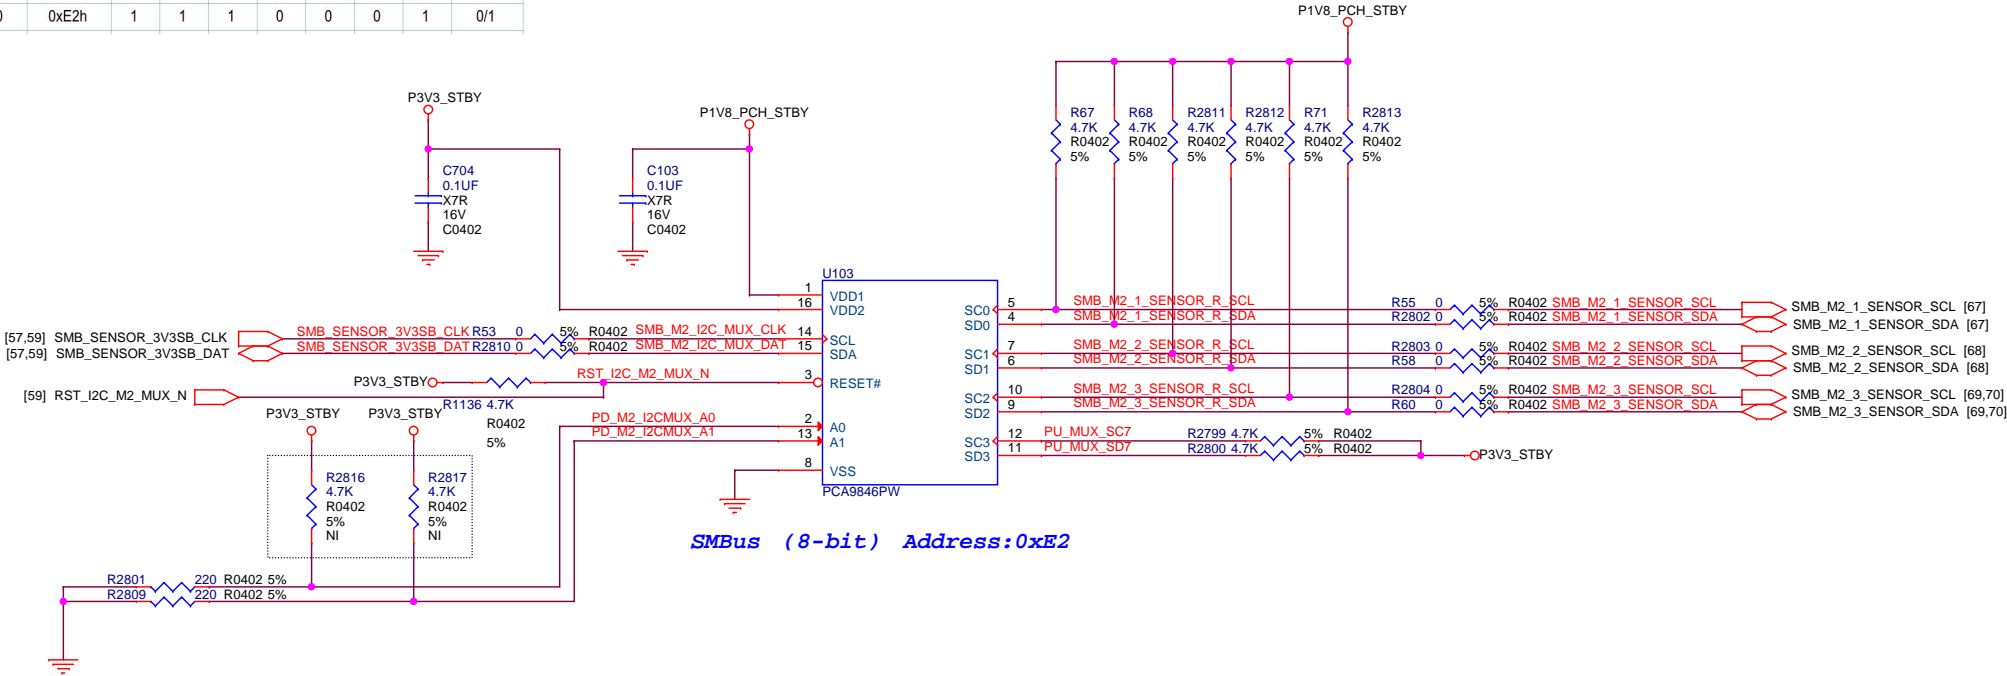 0 0xE2h 1 1 1 0 0 0 1 0/1
P1V8_PCH_STBY
P3V3_STBY
P1V8_PCH_STBY
R67
4.7K
R0402
5%
R68
4.7K
R0402
5%
R2811
4.7K
R0402
5%
R2812
4.7K
R0402
5%
R71
4.7K
R0402
5%
R2813
4.7K
R0402
5%
C704
0.1UF
X7R
16V
C0402
C103
0.1UF
X7R
16V
C0402
U103
1 VDD1
16 VDD2
14 SCL
15 SDA
3 RESET#
2 A0
13 A1
8 VSS
PCA9846PW
SC0 5 SMB_M2_1_SENSOR_R_SCL R55 0 5% R0402 SMB_M2_1_SENSOR_SCL SMB_M2_1_SENSOR_SCL [67]
SD0 4 SMB_M2_1_SENSOR_R_SDA R2802 0 5% R0402 SMB_M2_1_SENSOR_SDA SMB_M2_1_SENSOR_SDA [67]
SC1 7 SMB_M2_2_SENSOR_R_SCL R2803 0 5% R0402 SMB_M2_2_SENSOR_SCL SMB_M2_2_SENSOR_SCL [68]
SD1 6 SMB_M2_2_SENSOR_R_SDA R58 0 5% R0402 SMB_M2_2_SENSOR_SDA SMB_M2_2_SENSOR_SDA [68]
SC2 10 SMB_M2_3_SENSOR_R_SCL R2804 0 5% R0402 SMB_M2_3_SENSOR_SCL SMB_M2_3_SENSOR_SCL [69,70]
SD2 9 SMB_M2_3_SENSOR_R_SDA R60 0 5% R0402 SMB_M2_3_SENSOR_SDA SMB_M2_3_SENSOR_SDA [69,70]
SC3 12 PU_MUX_SC7 R2799 4.7K 5% R0402
SD3 11 PU_MUX_SD7 R2800 4.7K 5% R0402
P3V3_STBY
[57,59] SMB_SENSOR_3V3SB_CLK SMB_SENSOR_3V3SB_CLK R53 0 5% R0402 SMB_M2_I2C_MUX_CLK
[57,59] SMB_SENSOR_3V3SB_DAT SMB_SENSOR_3V3SB_DAT R2810 0 5% R0402 SMB_M2_I2C_MUX_DAT
P3V3_STBY RST_I2C_M2_MUX_N
[59] RST_I2C_M2_MUX_N
R1136 4.7K
R0402
5%
P3V3_STBY P3V3_STBY
PD_M2_I2CMUX_A0
PD_M2_I2CMUX_A1
R2816
4.7K
R0402
5%
NI
R2817
4.7K
R0402
5%
NI
SMBus (8-bit) Address:0xE2
R2801 220 R0402 5%
R2809 220 R0402 5%